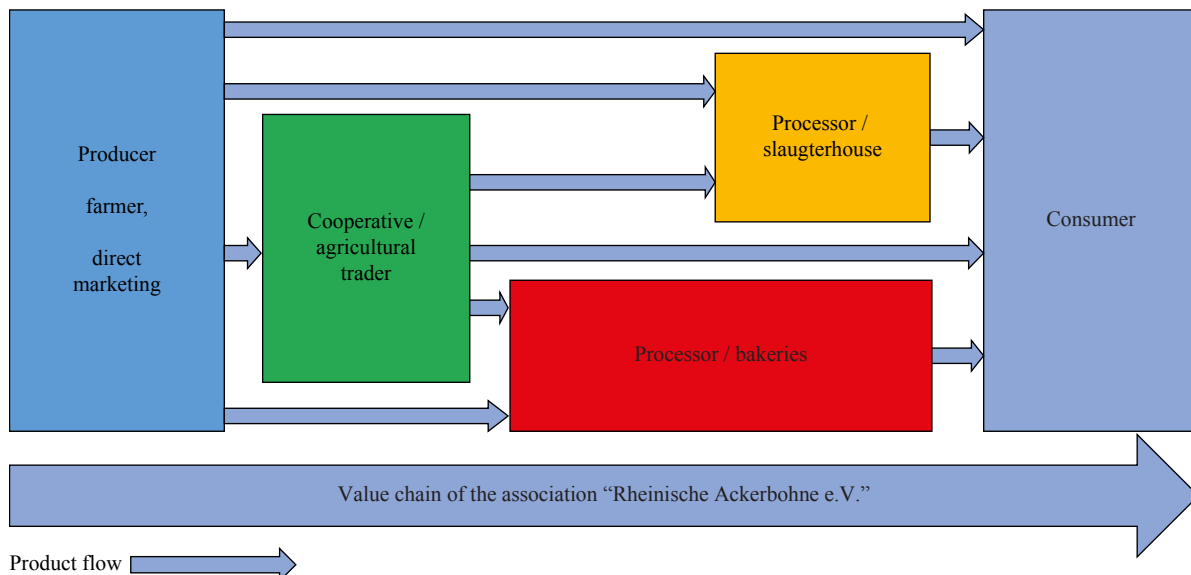 Producer
farmer,
direct
marketing
Cooperative /
agricultural
trader
Processor /
slaugterhouse
Processor / bakeries
Consumer
Value chain of the association “Rheinische Ackerbohne e.V.”
Product flow